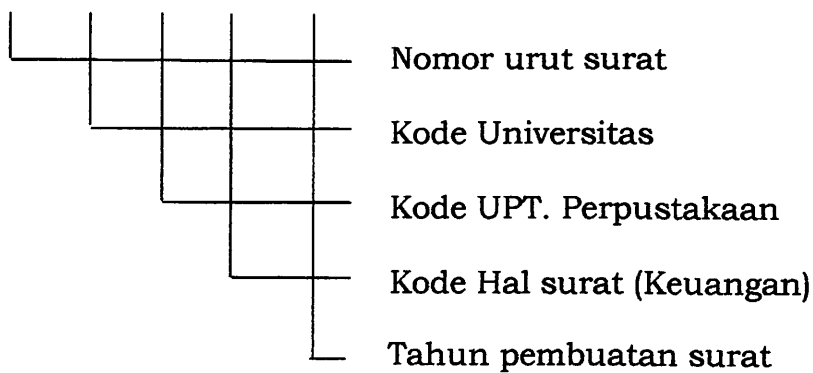 Nomor urut surat
Kode Universitas
Kode UPT. Perpustakaan
Kode Hal surat (Keuangan)
Tahun pembuatan surat